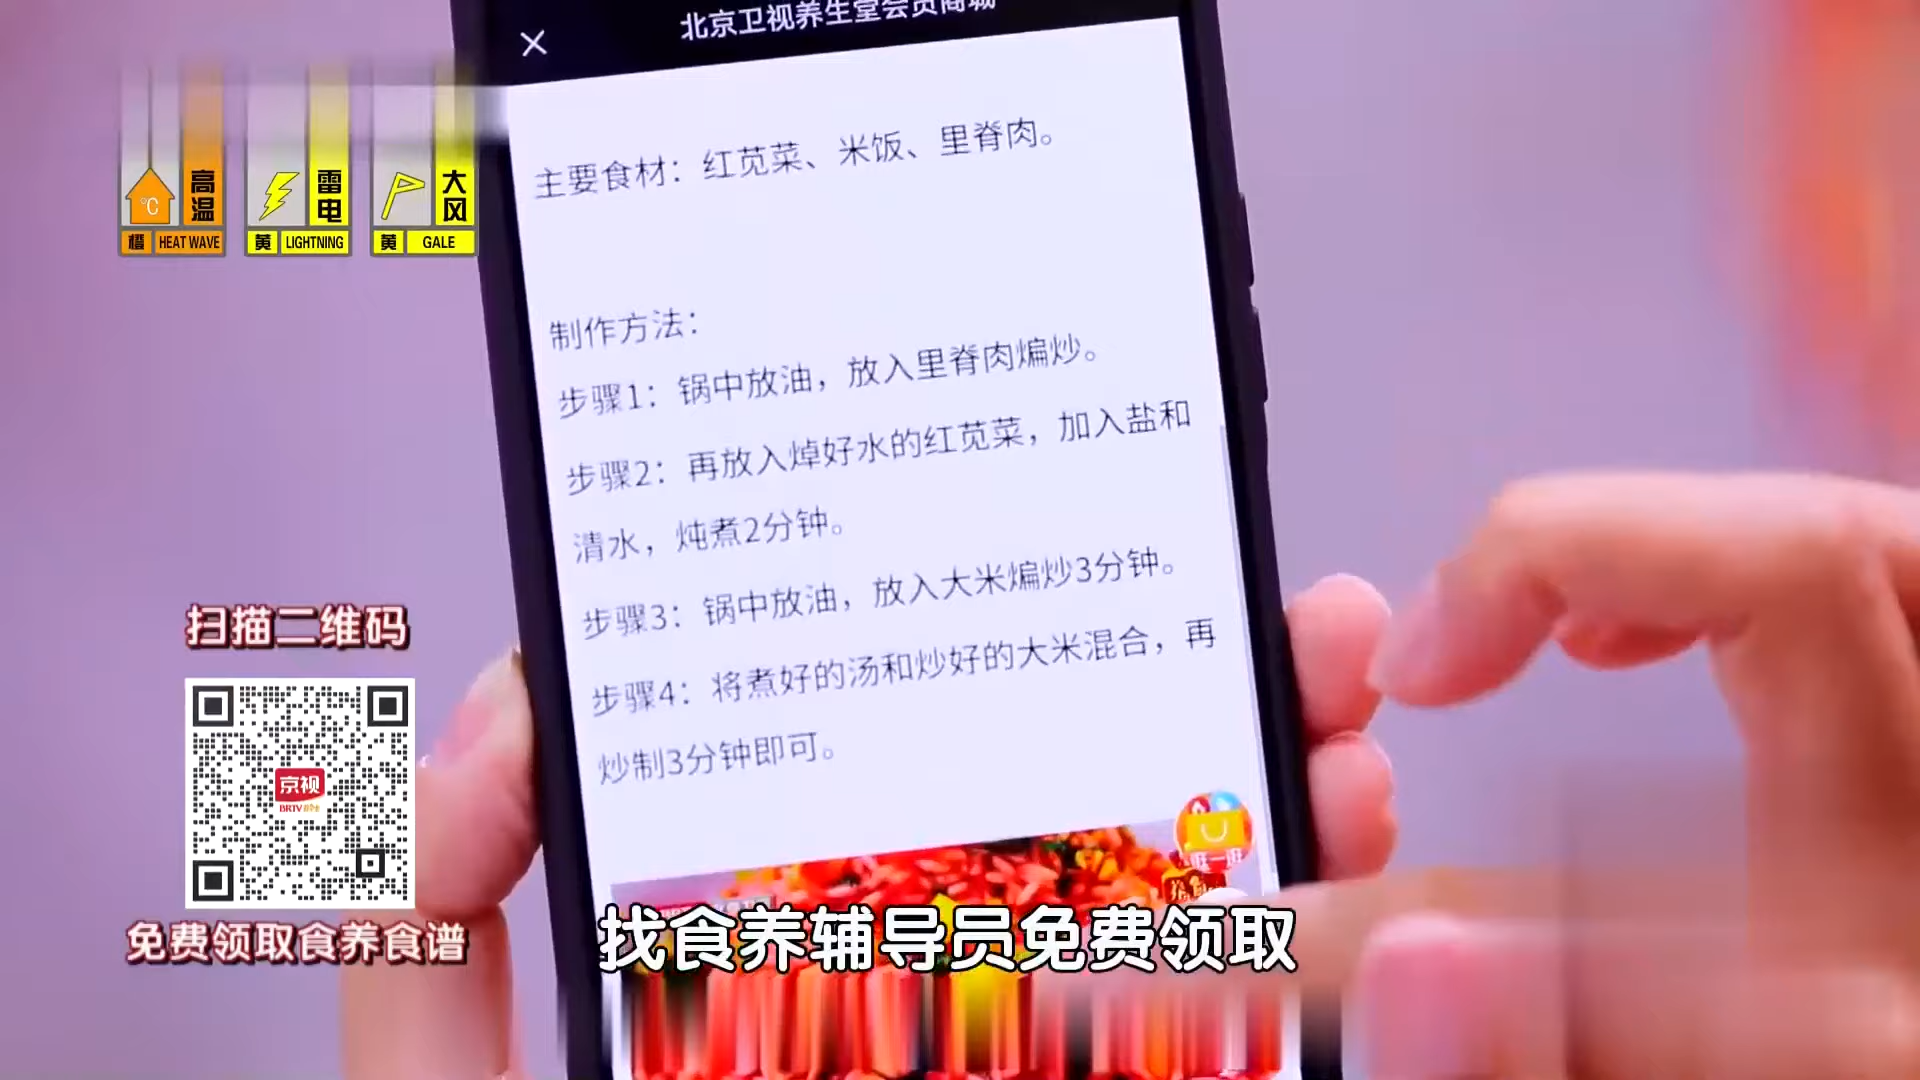 北京卫视养生堂会员商城
主要食材：红苋菜、米饭、里脊肉。
制作方法：
步骤1：锅中放油，放入里脊肉煸炒。
步骤2：再放入焯好水的红苋菜，加入盐和
清水，炖煮2分钟。
步骤3：锅中放油，放入大米煸炒3分钟。
步骤4：将煮好的汤和炒好的大米混合，再
炒制3分钟即可。
逛一逛
高温
橙 HEAT WAVE
℃
雷电
黄 LIGHTNING
大风
黄 GALE
扫描二维码
京视
BRTV
免费领取食养食谱
找食养辅导员免费领取